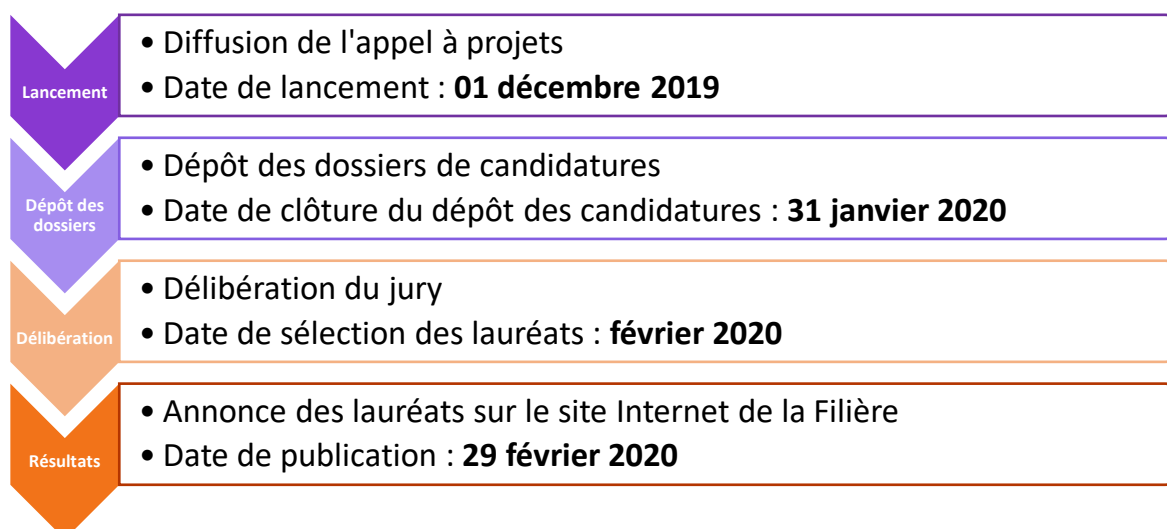 Lancement
• Diffusion de l'appel à projets
• Date de lancement : 01 décembre 2019
Dépôt des
dossiers
• Dépôt des dossiers de candidatures
• Date de clôture du dépôt des candidatures : 31 janvier 2020
Délibération
• Délibération du jury
• Date de sélection des lauréats : février 2020
Résultats
• Annonce des lauréats sur le site Internet de la Filière
• Date de publication : 29 février 2020